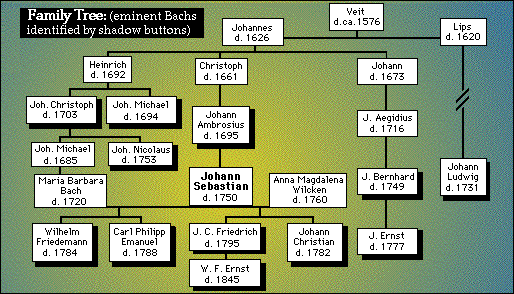 Family Tree: (eminent Bachs
identified by shadow buttons)
Veit
d.ca.1576
Johannes
d. 1626
Lips
d. 1620
Heinrich
d. 1692
Christoph
d. 1661
Johann
d. 1673
Joh. Christoph
d. 1703
Joh. Michael
d. 1694
Johann
Ambrosius
d. 1695
J. Aegidius
d. 1716
Joh. Michael
d. 1685
Joh. Nicolaus
d. 1753
Maria Barbara
Bach
d. 1720
Johann
Sebastian
d. 1750
Anna Magdalena
Wilcken
d. 1760
J. Bernhard
d. 1749
Johann
Ludwig
d. 1731
Wilhelm
Friedemann
d. 1784
Carl Philipp
Emanuel
d. 1788
J. C. Friedrich
d. 1795
Johann
Christian
d. 1782
J. Ernst
d. 1777
W. F. Ernst
d. 1845